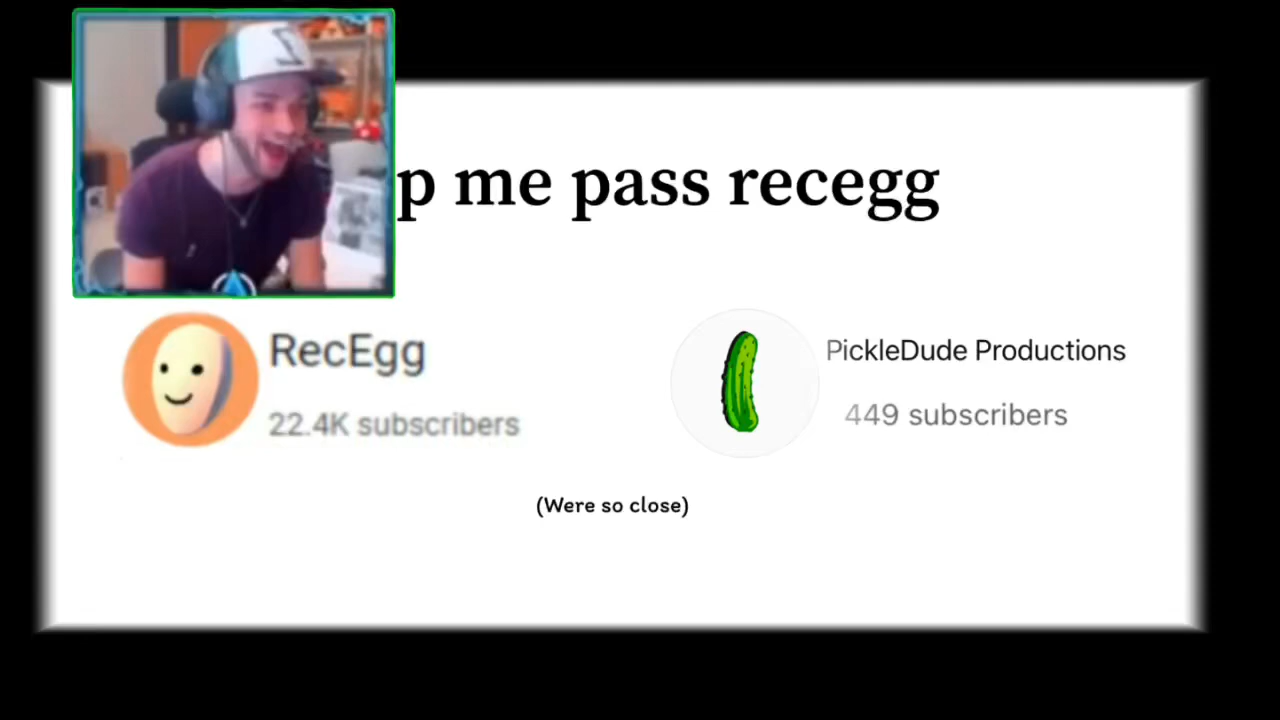 p me pass recegg
RecEgg
22.4K subscribers
PickleDude Productions
449 subscribers
(Were so close)